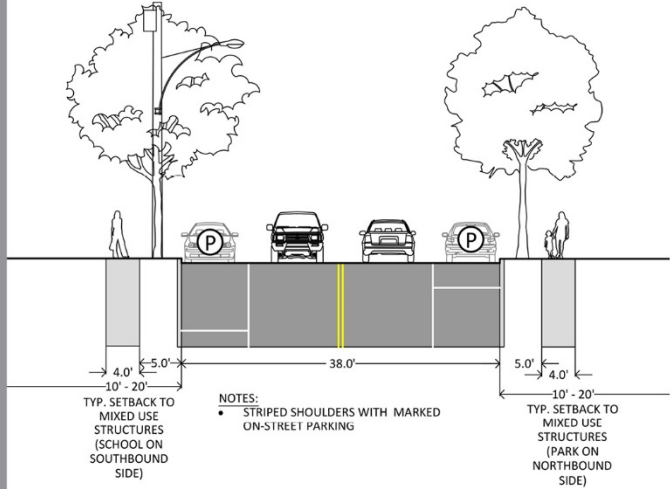 P
P
4.0'
5.0'
38.0'
5.0'
4.0'
10' - 20'
TYP. SETBACK TO
MIXED USE
STRUCTURES
(SCHOOL ON
SOUTHBOUND
SIDE)
NOTES:
• STRIPED SHOULDERS WITH MARKED
ON-STREET PARKING
10' - 20'
TYP. SETBACK TO
MIXED USE
STRUCTURES
(PARK ON
NORTHBOUND
SIDE)